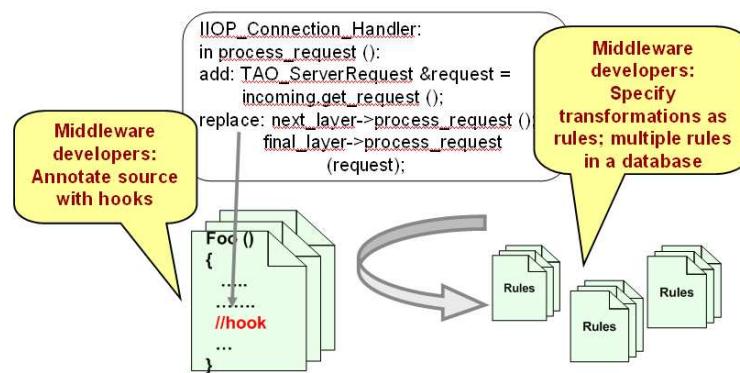 IIOP_Connection_Handler:
in process_request ():
add: TAO_ServerRequest &request =
incoming.get_request ();
replace: next_layer->process_request ();
final_layer->process_request
(request);
Middleware
developers:
Specify
transformations as
rules; multiple rules
in a database
Middleware
developers:
Annotate source
with hooks
Foo ()
{
.....
.......
//hook
...
}
Rules
Rules
Rules